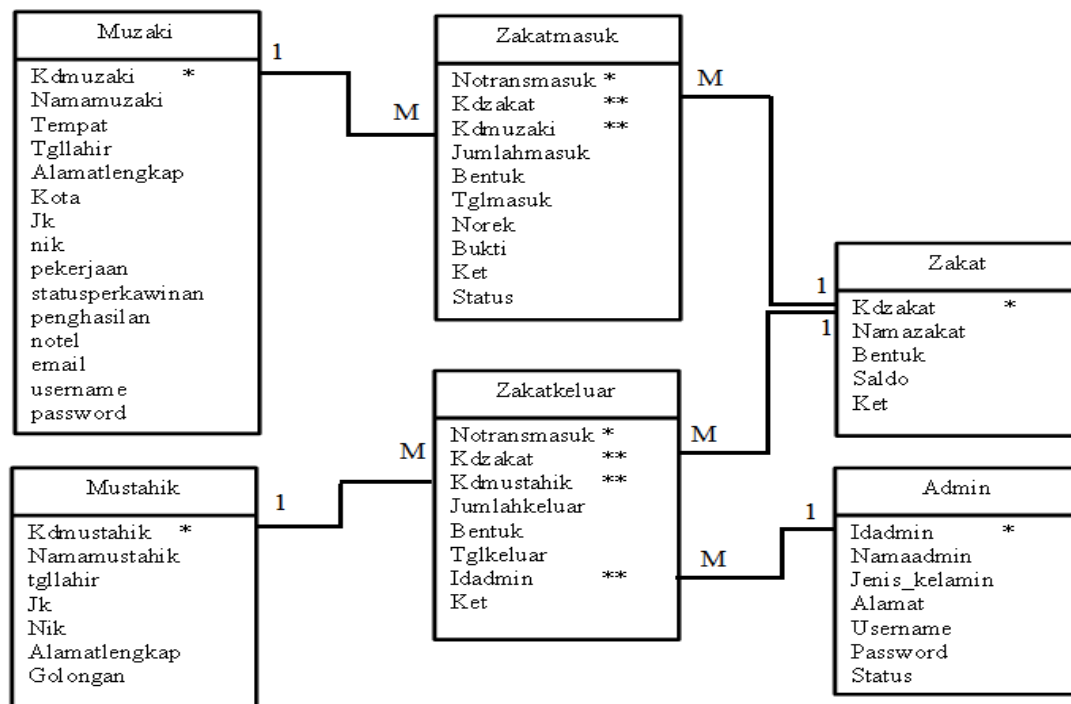 Muzaki
Kdmuzaki *
Namamuzaki
Tempat
Tgllahir
Alamatlengkap
Kota
Jk
nik
pekerjaan
statusperkawinan
penghasilan
notel
email
username
password
1
M
Zakatmasuk
Notransmasuk *
Kdzakat **
Kdmuzaki **
Jumlahmasuk
Bentuk
Tglmasuk
Norek
Bukti
Ket
Status
M
1
Zakat
Kdzakat *
Namazakat
Bentuk
Saldo
Ket
1
Mustahik
Kdmustahik *
Namamustahik
tgllahir
Jk
Nik
Alamatlengkap
Golongan
1
M
Zakatkeluar
Notransmasuk *
Kdzakat **
Kdmustahik **
Jumlahkeluar
Bentuk
Tglkeluar
Idadmin **
Ket
M
M
1
Admin
Idadmin *
Namaadmin
Jenis_kelamin
Alamat
Username
Password
Status